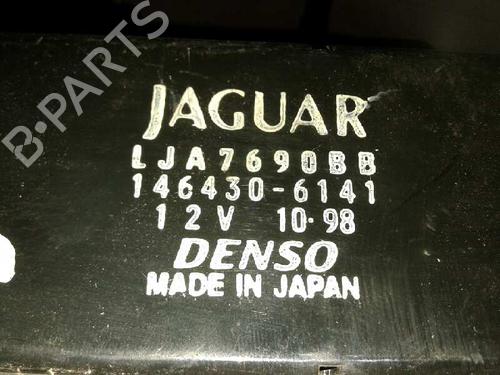 B-PARTS
JAGUAR
LJA7690BB
146430-6141
12V 10·98
DENSO
MADE IN JAPAN